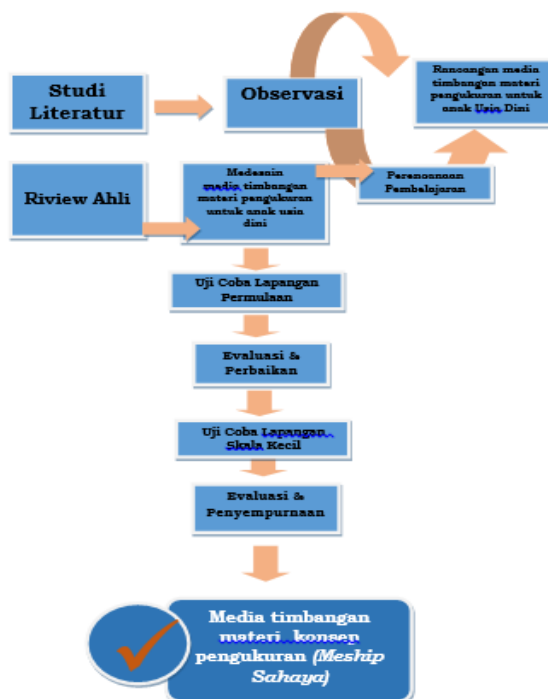 Studi
Literatur
Observasi
Rancangan media
timbangan materi
pengukuran untuk
anak Usia Dini
Riview Ahli
Medesain
media timbangan
materi pengukuran
untuk anak usia
dini
Perencanaan
Pembelajaran
Uji Coba Lapangan
Permulaan
Evaluasi &
Perbaikan
Uji Coba Lapangan
Skala Kecil
Evaluasi &
Penyempurnaan
Media timbangan
materi konsep
pengukuran (Meship
Sahaya)